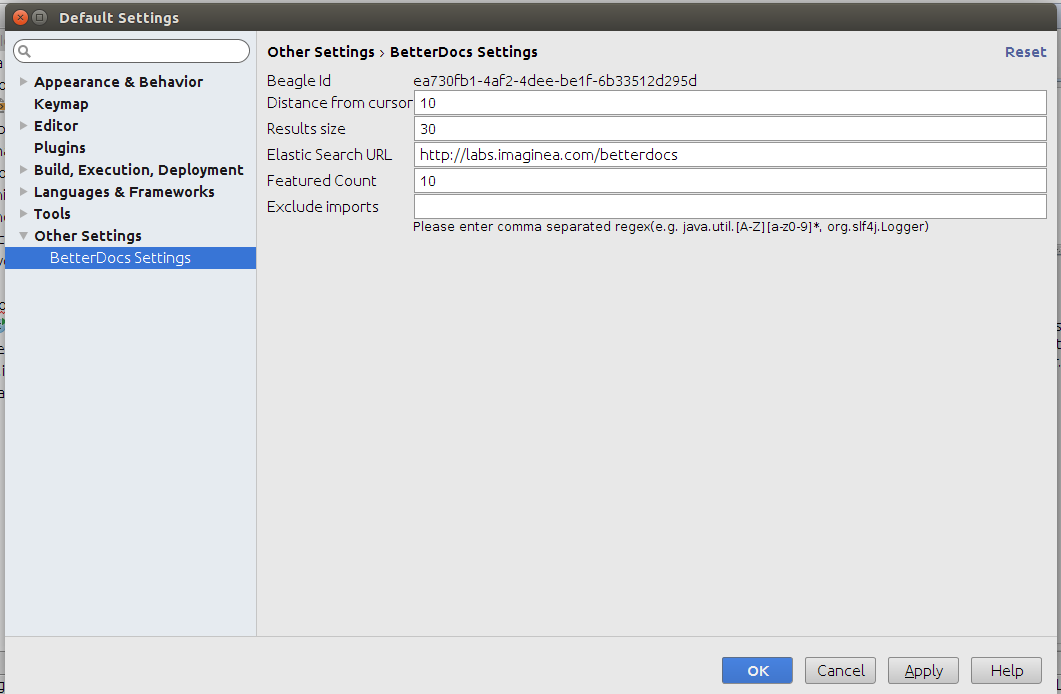 Default Settings
Appearance & Behavior
Keymap
Editor
Plugins
Build, Execution, Deployment
Languages & Frameworks
Tools
Other Settings
BetterDocs Settings
Other Settings › BetterDocs Settings
Reset
Beagle Id ea730fb1-4af2-4dee-be1f-6b33512d295d
Distance from cursor 10
Results size 30
Elastic Search URL http://labs.imaginea.com/betterdocs
Featured Count 10
Exclude imports
Please enter comma separated regex(e.g. java.util.[A-Z][a-z0-9]*, org.slf4j.Logger)
OK Cancel Apply Help